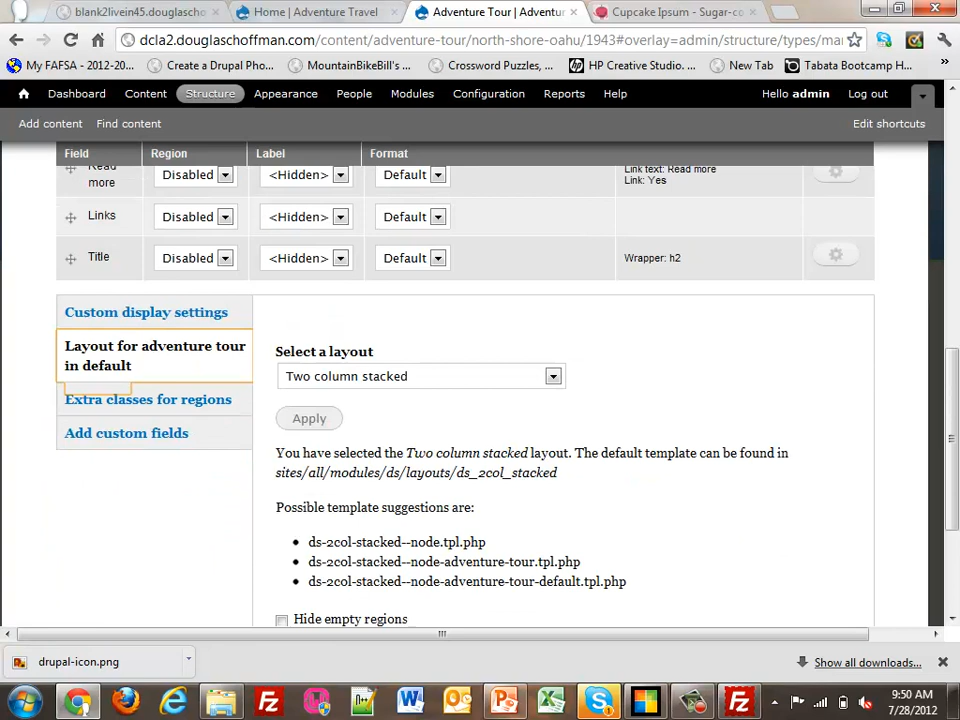 blank2livein45.douglascho
Home | Adventure Travel
Adventure Tour | Adventur
Cupcake Ipsum - Sugar-co
dcla2.douglaschoffman.com/content/adventure-tour/north-shore-oahu/1943#overlay=admin/structure/types/mar
My FAFSA - 2012-20...
Create a Drupal Pho...
MountainBikeBill's ...
Crossword Puzzles, ...
HP Creative Studio. ...
New Tab
Tabata Bootcamp H...
Dashboard
Content
Structure
Appearance
People
Modules
Configuration
Reports
Help
Hello admin
Log out
Add content
Find content
Edit shortcuts
Field
Region
Label
Format
Read
more
Disabled
<Hidden>
Default
Link text: Read more
Link: Yes
Links
Disabled
<Hidden>
Default
Title
Disabled
<Hidden>
Default
Wrapper: h2
Custom display settings
Layout for adventure tour
in default
Extra classes for regions
Add custom fields
Select a layout
Two column stacked
Apply
You have selected the Two column stacked layout. The default template can be found in
sites/all/modules/ds/layouts/ds_2col_stacked
Possible template suggestions are:
ds-2col-stacked--node.tpl.php
ds-2col-stacked--node-adventure-tour.tpl.php
ds-2col-stacked--node-adventure-tour-default.tpl.php
Hide empty regions
drupal-icon.png
Show all downloads...
9:50 AM
7/28/2012